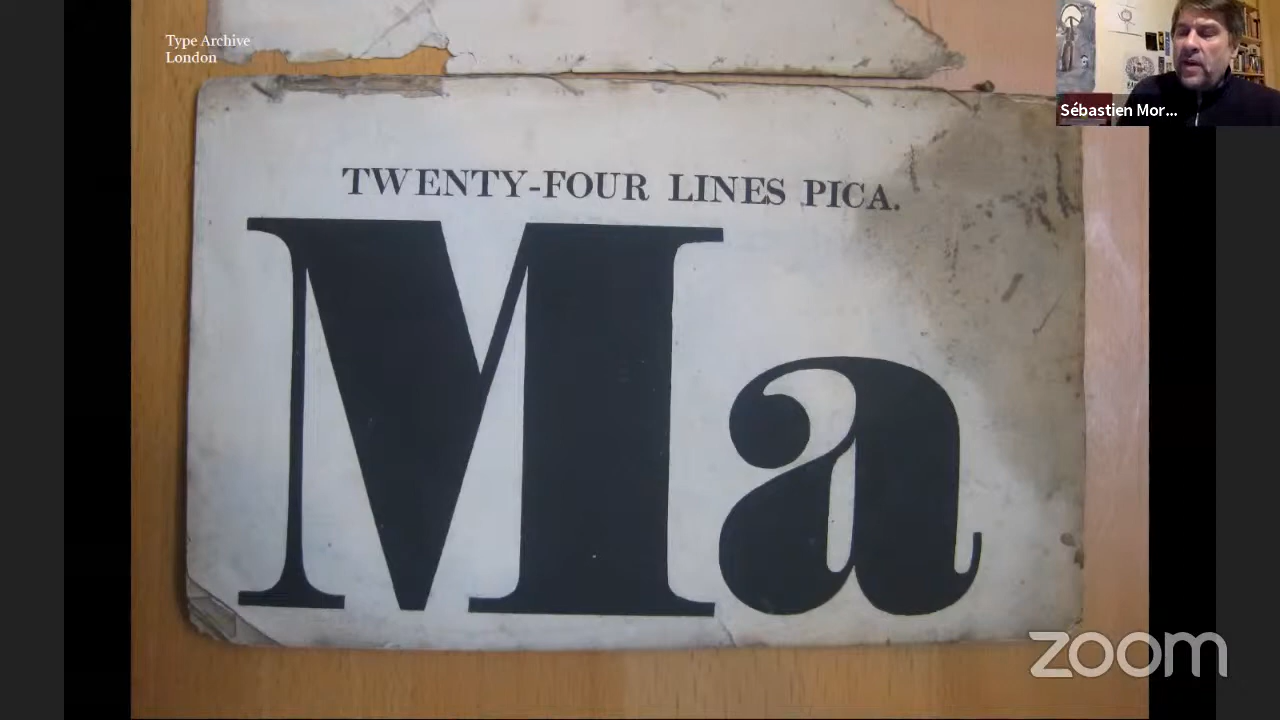 Type Archive
London
Sébastien Mor...
TWENTY-FOUR LINES PICA.
Ma
zoom